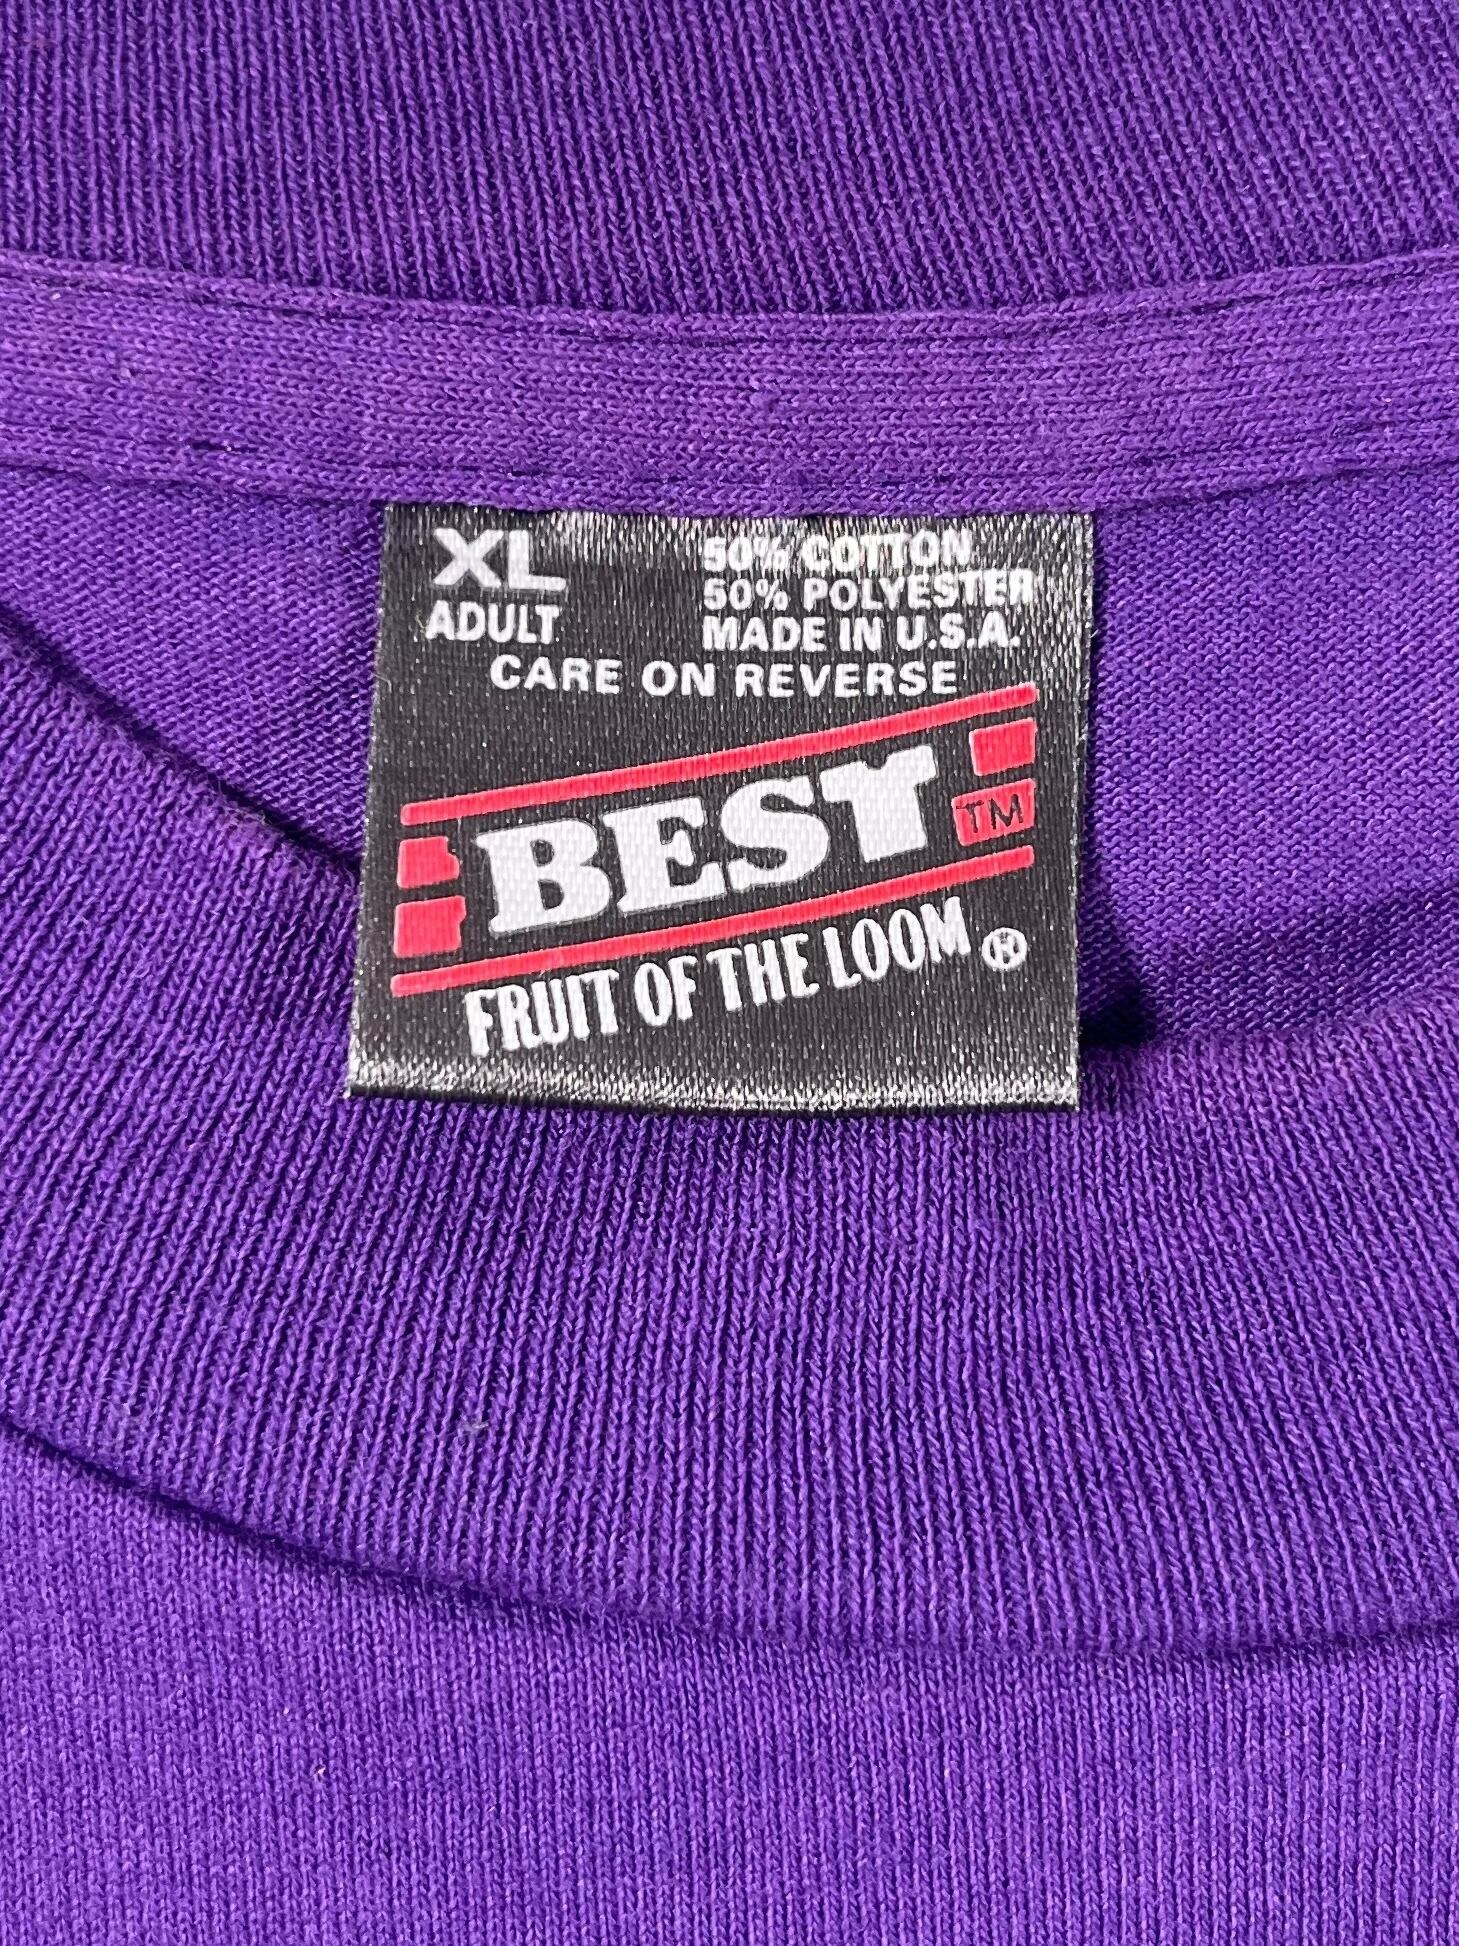 XL
ADULT
50% COTTON
50% POLYESTER
MADE IN U.S.A.
CARE ON REVERSE
BEST TM
FRUIT OF THE LOOM ®